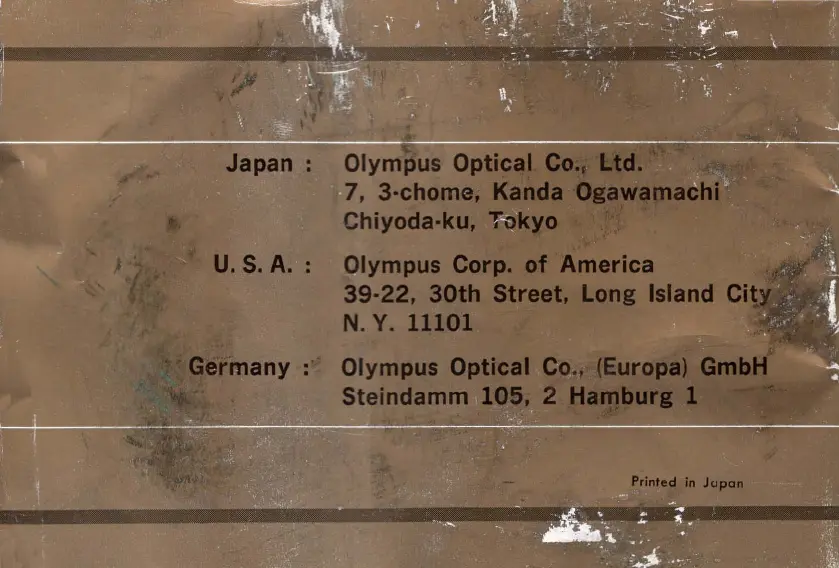 Japan : Olympus Optical Co., Ltd.
7, 3-chome, Kanda Ogawamachi
Chiyoda-ku, Tokyo
U. S. A. : Olympus Corp. of America
39-22, 30th Street, Long Island City
N. Y. 11101
Germany : Olympus Optical Co., (Europa) GmbH
Steindamm 105, 2 Hamburg 1
Printed in Japan